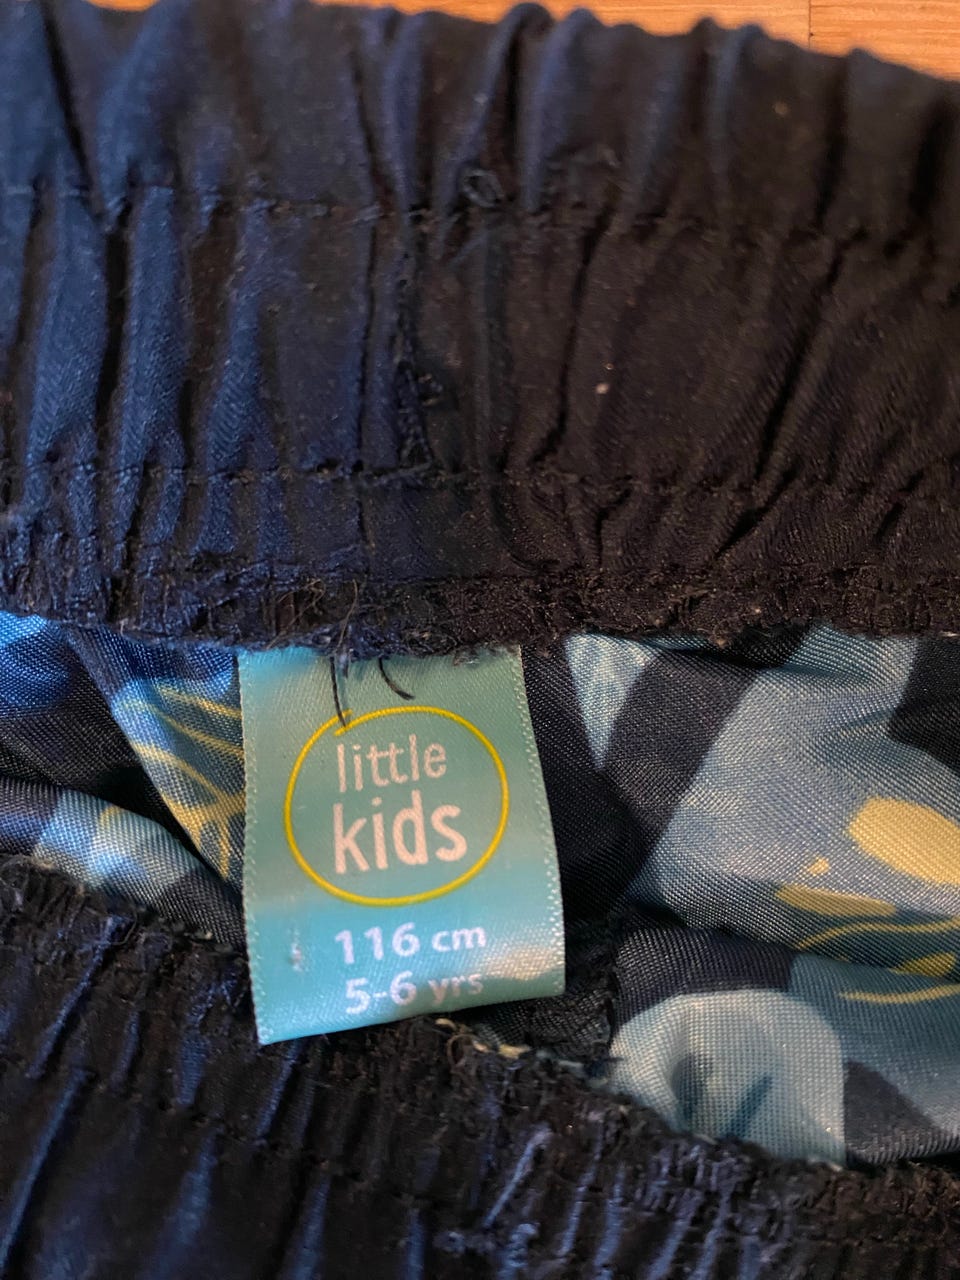 little
kids
116 cm
5-6 yrs